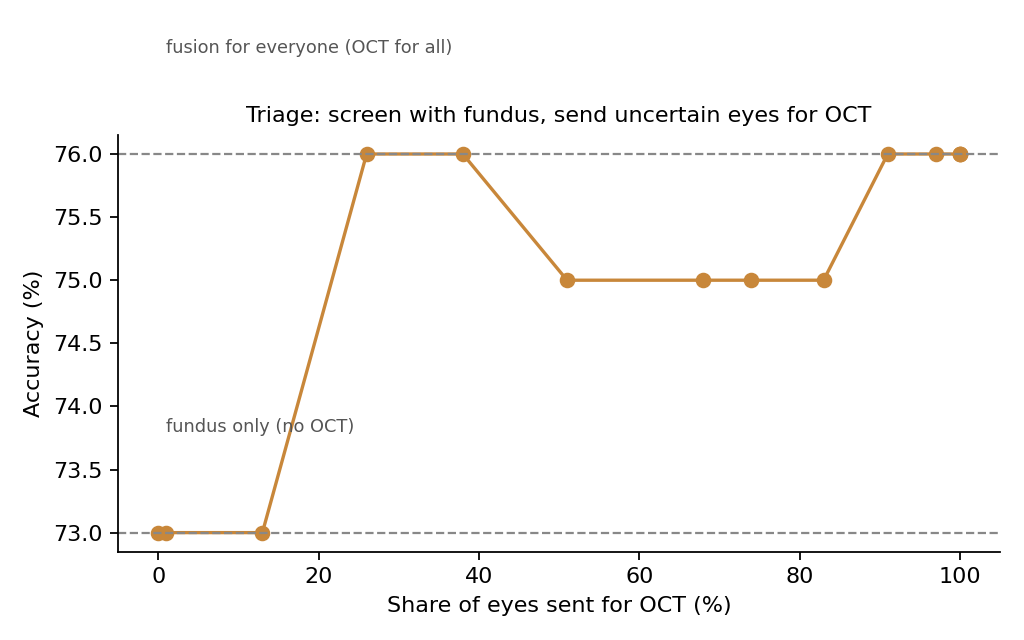 fusion for everyone (OCT for all)
Triage: screen with fundus, send uncertain eyes for OCT
76.0
75.5
75.0
74.5
74.0
73.5
73.0
Accuracy (%)
fundus only (no OCT)
0 20 40 60 80 100
Share of eyes sent for OCT (%)